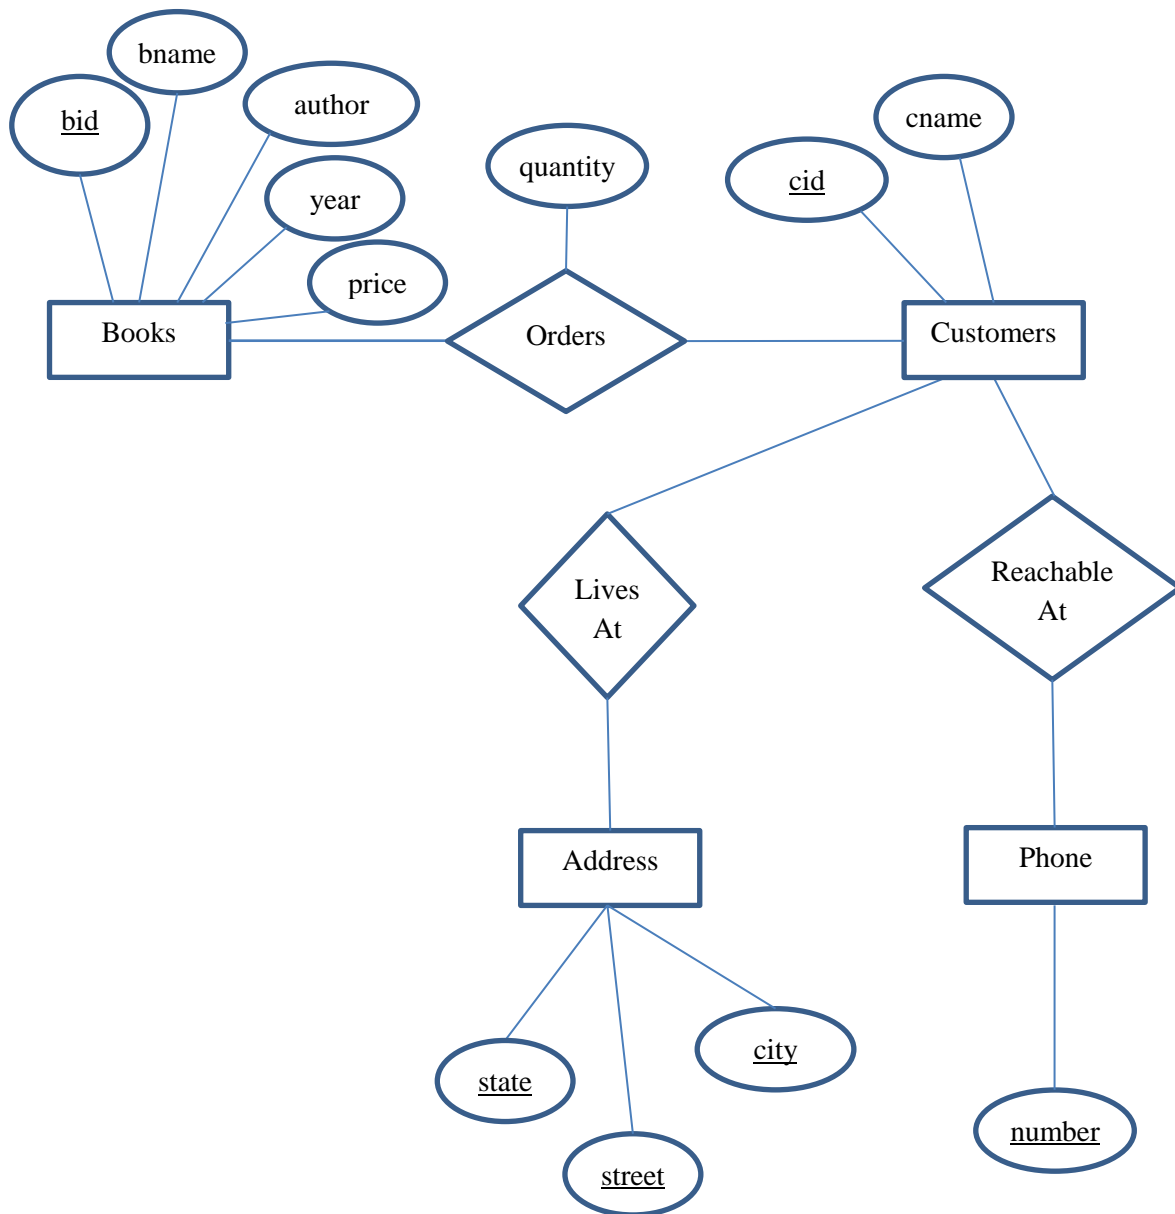 bname
author
bid
cname
quantity
cid
year
price
Books
Orders
Customers
Lives
At
Reachable
At
Address
Phone
city
state
number
street